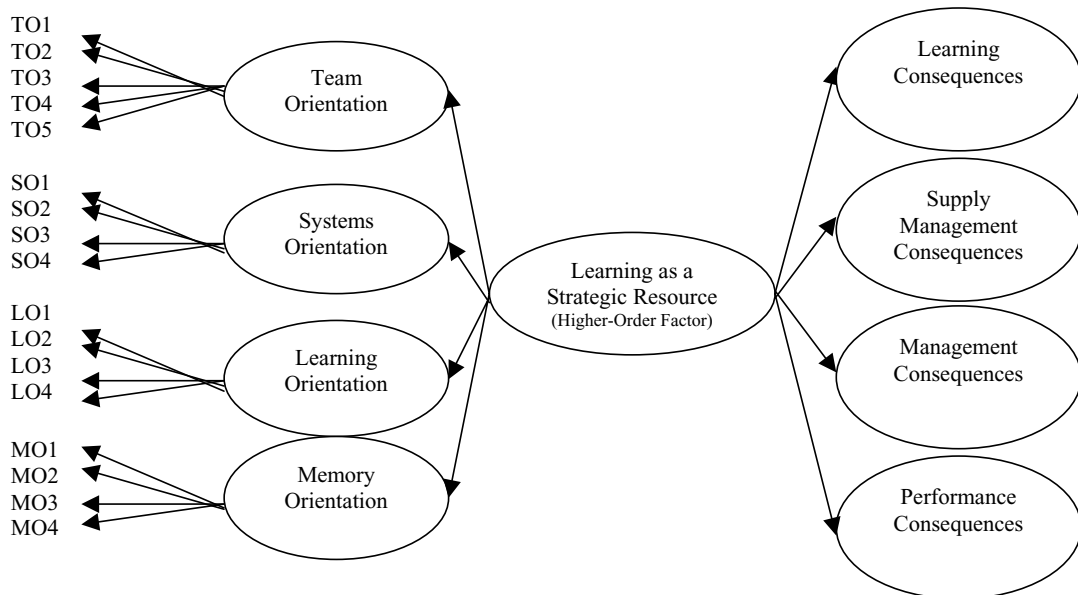 TO1
TO2
TO3
TO4
TO5
Team
Orientation
SO1
SO2
SO3
SO4
Systems
Orientation
LO1
LO2
LO3
LO4
Learning
Orientation
MO1
MO2
MO3
MO4
Memory
Orientation
Learning as a
Strategic Resource
(Higher-Order Factor)
Learning
Consequences
Supply
Management
Consequences
Management
Consequences
Performance
Consequences